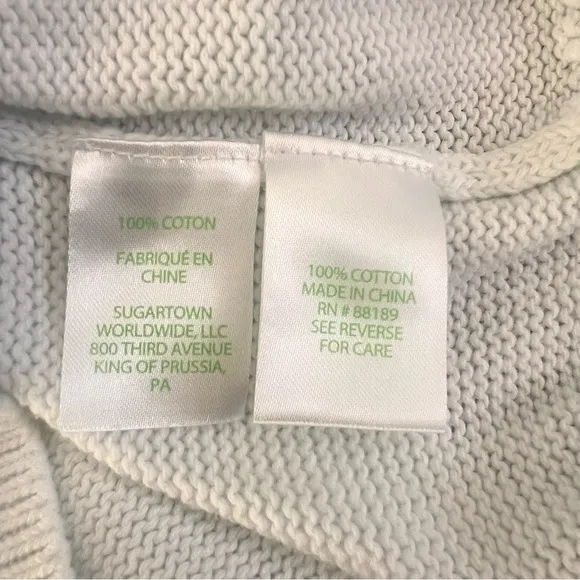 100% COTON
FABRIQUÉ EN
CHINE
SUGARTOWN
WORLDWIDE, LLC
800 THIRD AVENUE
KING OF PRUSSIA,
PA
100% COTTON
MADE IN CHINA
RN # 88189
SEE REVERSE
FOR CARE